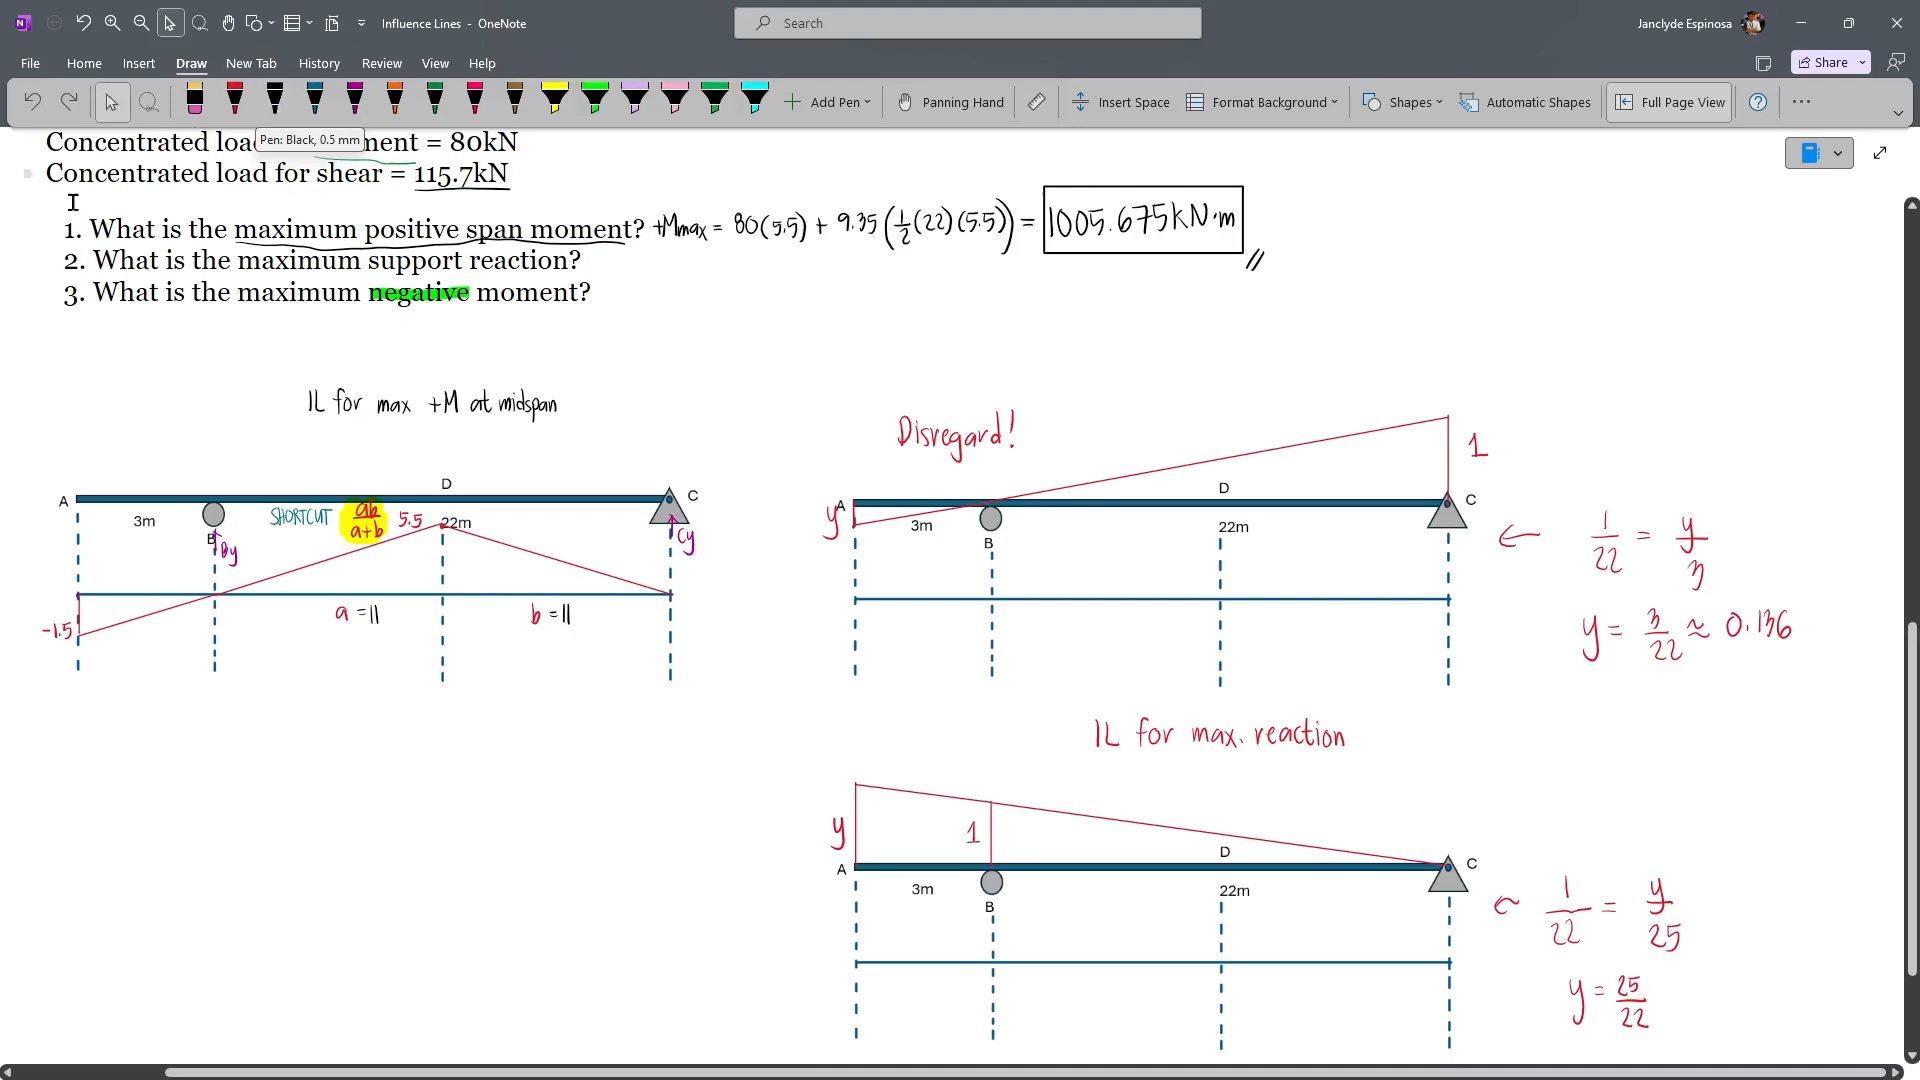 Influence Lines - OneNote
Search
Janclyde Espinosa
File Home Insert Draw New Tab History Review View Help
Share
Add Pen Panning Hand Insert Space Format Background Shapes Automatic Shapes Full Page View
Pen: Black, 0.5 mm
Concentrated loa ment = 80kN
Concentrated load for shear = 115.7kN
1. What is the maximum positive span moment? +Mmax = 80(5.5) + 9.35(1/2(22)(5.5)) = 1005.675kN·m
2. What is the maximum support reaction?
3. What is the maximum negative moment?
IL for max +M at midspan
A D C
3m B SHORTCUT ab/a+b 5.5 22m
By Cy
-1.5 a = 11 b = 11
Disregard!
1
A D C
y 3m B 22m
1/22 = y/3
y = 3/22 ≈ 0.136
IL for max. reaction
y 1
A D C
3m B 22m
1/22 = y/25
y = 25/22